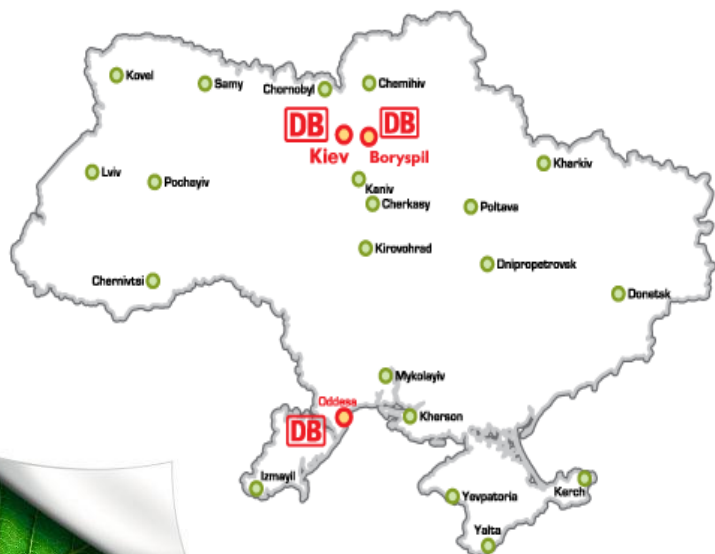 Kovel
Samy
Chornobyl
Chemihiv
DB
DB
Kiev
Boryspil
Kharkiv
Lviv
Pochayiv
Kaniv
Cherkasy
Poltava
Kirovohrad
Dnipropetrovsk
Chernivtsi
Donetsk
Mykolayiv
Oddesa
Kherson
DB
Izmayil
Yevpatoria
Kerch
Yalta